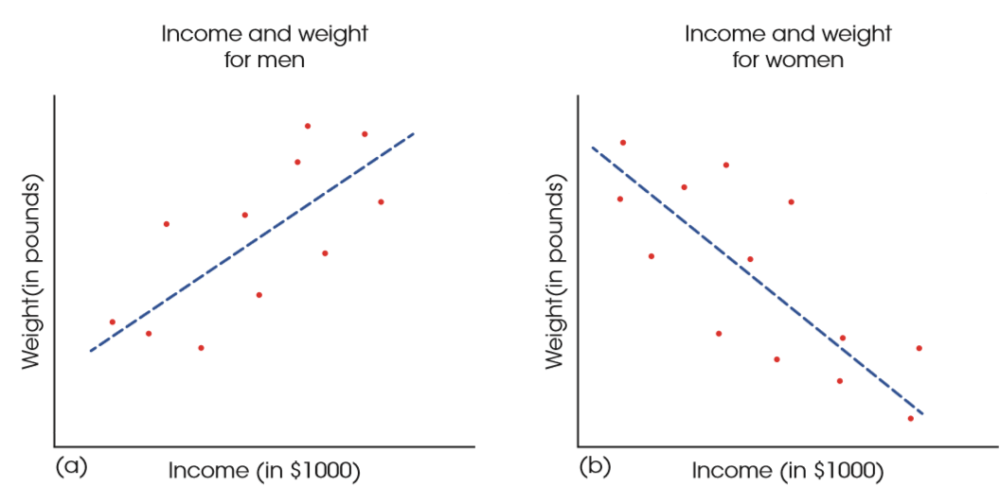 Income and weight
for men
Weight(in pounds)
(a)
Income (in $1000)
Income and weight
for women
Weight(in pounds)
(b)
Income (in $1000)